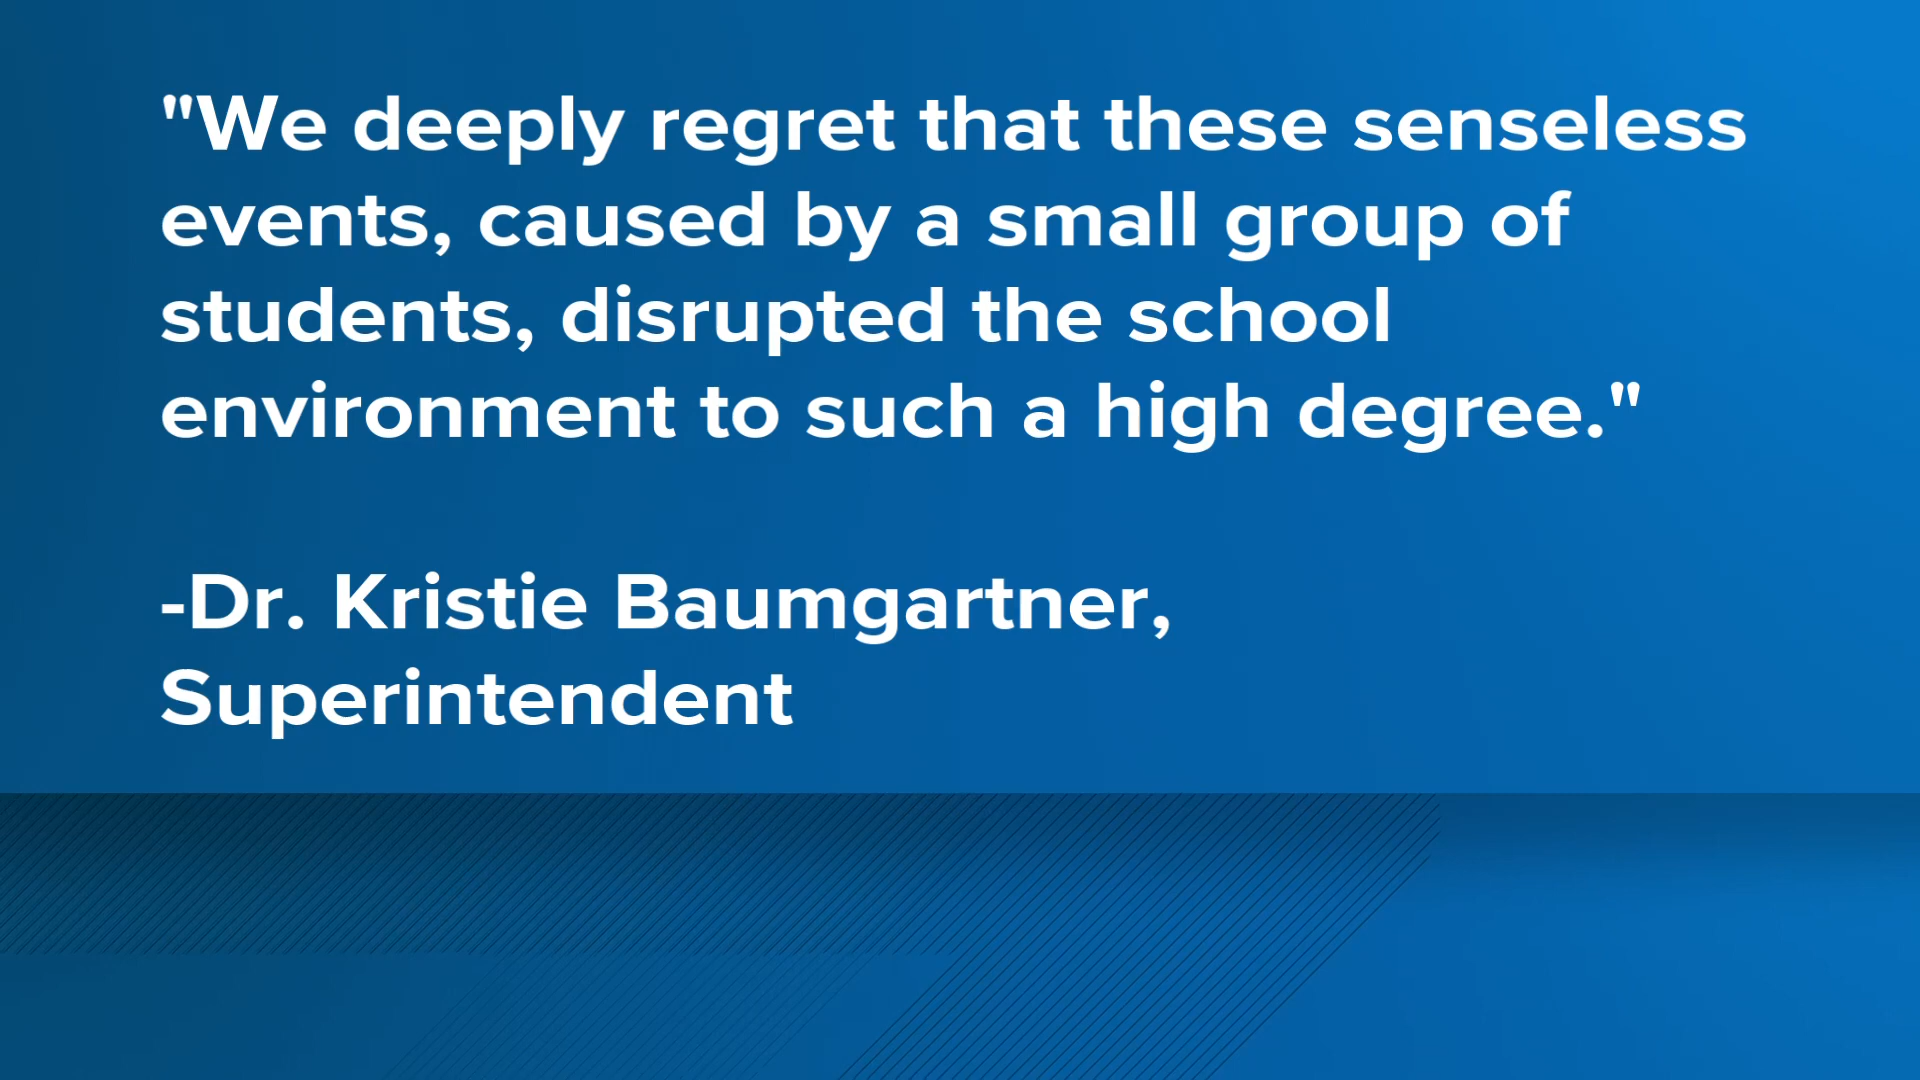 "We deeply regret that these senseless
events, caused by a small group of
students, disrupted the school
environment to such a high degree."
-Dr. Kristie Baumgartner,
Superintendent